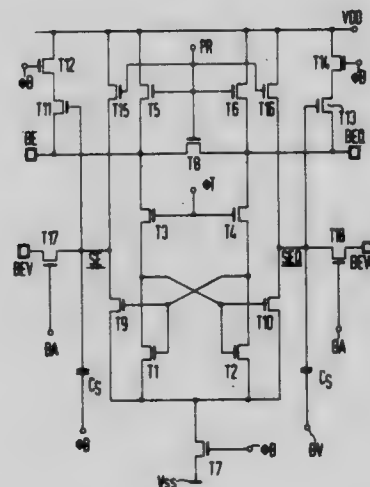 VDD
T12
PR
T14
ΦB
T11
T15
T5
T6
T16
T13
BE
T8
BEQ
ΦT
T3
T4
T17
SE
SEQ
T18
BEV
BEV
T9
T10
BA
T1
T2
BA
CS
CS
ΦB
T7
ΦB
BV
VSS